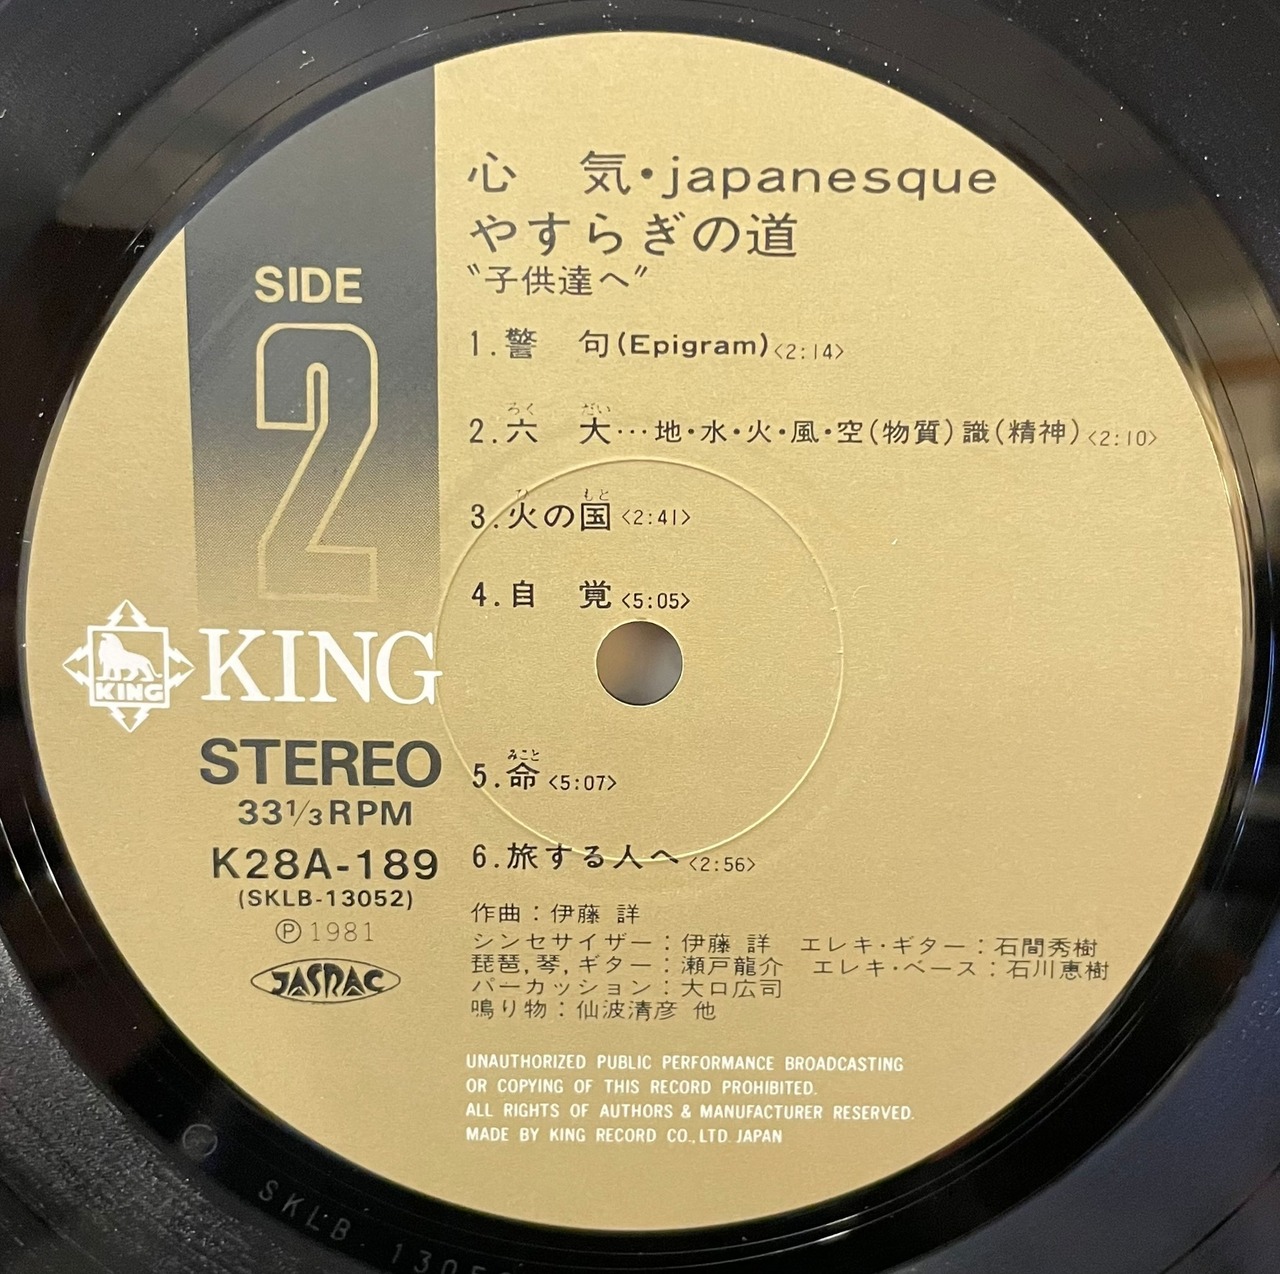 心　気・japanesque
やすらぎの道
"子供達へ"
SIDE
2
1.警　句(Epigram)<2:14>
ろく　だい
2.六　大…地・水・火・風・空(物質)識(精神)<2:10>
ひ　もと
3.火の国<2:41>
4.自　覚<5:05>
みこと
5.命<5:07>
6.旅する人へ<2:56>
KING
KING
STEREO
33⅓RPM
K28A-189
(SKLB-13052)
Ⓟ1981
JASRAC
作曲：伊藤 詳
シンセサイザー：伊藤 詳　エレキ・ギター：石間秀樹
琵琶,琴,ギター：瀬戸龍介　エレキ・ベース：石川恵樹
パーカッション：大口広司
鳴り物：仙波清彦 他
UNAUTHORIZED PUBLIC PERFORMANCE BROADCASTING
OR COPYING OF THIS RECORD PROHIBITED.
ALL RIGHTS OF AUTHORS & MANUFACTURER RESERVED.
MADE BY KING RECORD CO., LTD. JAPAN
SKLB 1305